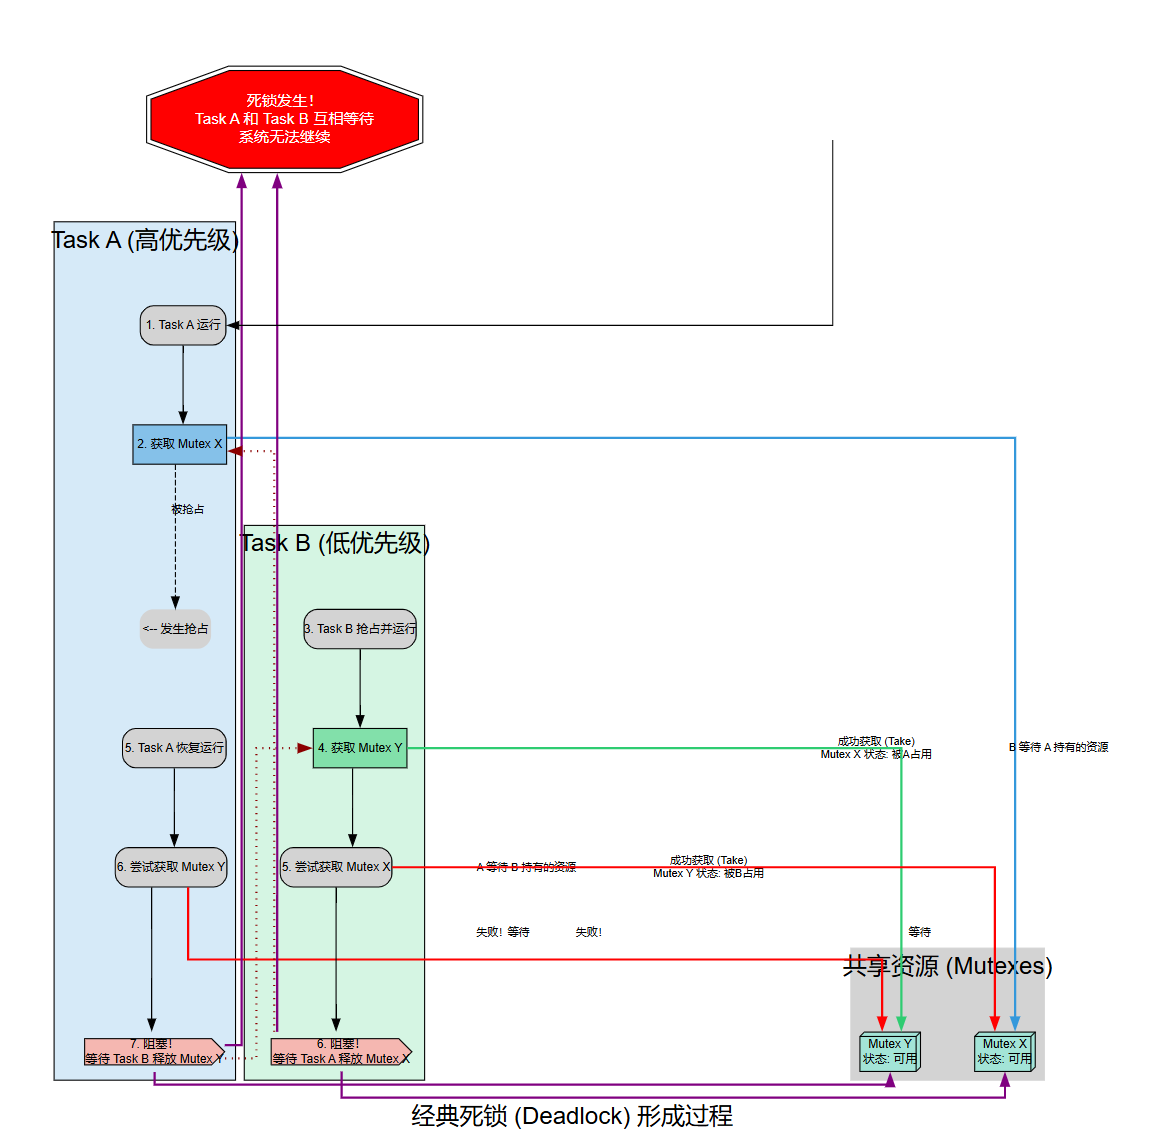 死锁发生！
Task A 和 Task B 互相等待
系统无法继续
Task A (高优先级)
1. Task A 运行
2. 获取 Mutex X
被抢占
Task B (低优先级)
<-- 发生抢占
3. Task B 抢占并运行
5. Task A 恢复运行
4. 获取 Mutex Y
成功获取 (Take)
Mutex X 状态: 被A占用
B 等待 A 持有的资源
6. 尝试获取 Mutex Y
5. 尝试获取 Mutex X
A 等待 B 持有的资源
成功获取 (Take)
Mutex Y 状态: 被B占用
失败！等待
失败！
等待
共享资源 (Mutexes)
7. 阻塞！
等待 Task B 释放 Mutex Y
6. 阻塞！
等待 Task A 释放 Mutex X
Mutex Y
状态: 可用
Mutex X
状态: 可用
经典死锁 (Deadlock) 形成过程